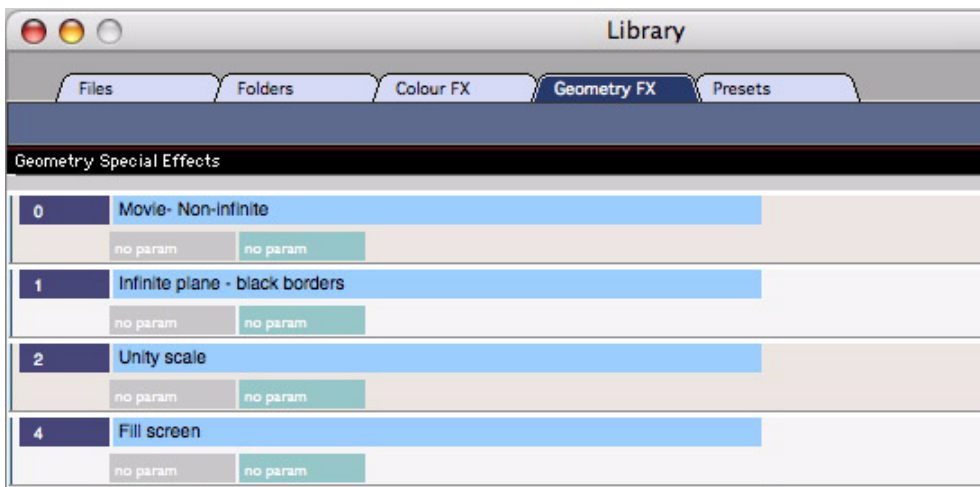 Library
Files Folders Colour FX Geometry FX Presets
Geometry Special Effects
0 Movie- Non-infinite
no param no param
1 Infinite plane - black borders
no param no param
2 Unity scale
no param no param
4 Fill screen
no param no param